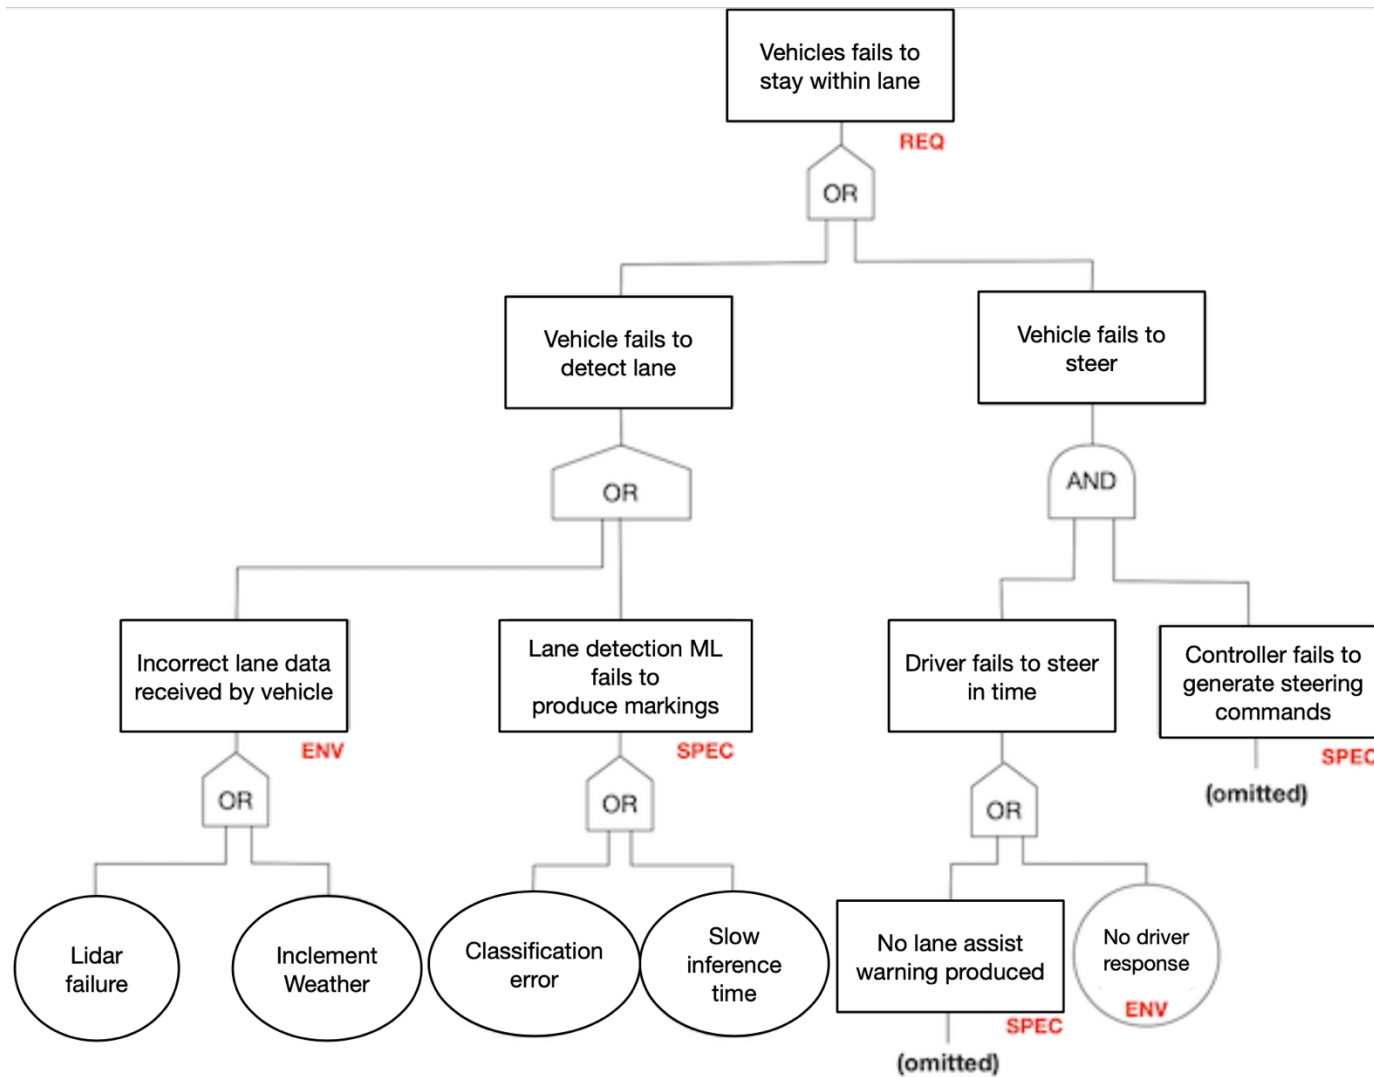 Vehicles fails to
stay within lane
REQ
OR
Vehicle fails to
detect lane
Vehicle fails to
steer
OR
AND
Incorrect lane data
received by vehicle
ENV
Lane detection ML
fails to
produce markings
SPEC
Driver fails to steer
in time
Controller fails to
generate steering
commands
SPEC
(omitted)
OR
OR
OR
Lidar
failure
Inclement
Weather
Classification
error
Slow
inference
time
No lane assist
warning produced
SPEC
(omitted)
No driver
response
ENV